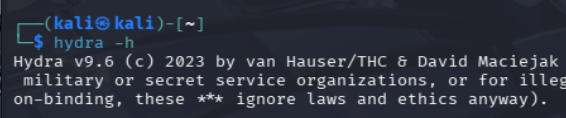 ┌──(kali㉿kali)-[~]
└─$ hydra -h
Hydra v9.6 (c) 2023 by van Hauser/THC & David Maciejak
military or secret service organizations, or for illeg
on-binding, these *** ignore laws and ethics anyway).